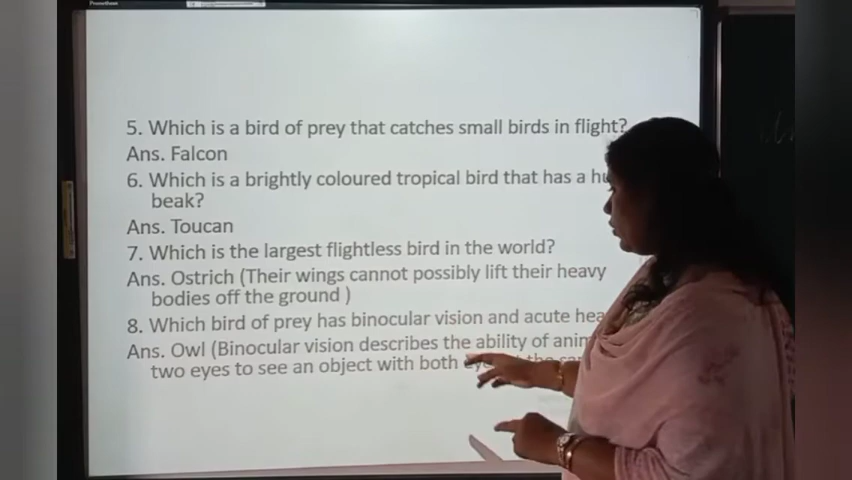 Promethean
5. Which is a bird of prey that catches small birds in flight?
Ans. Falcon
6. Which is a brightly coloured tropical bird that has a
beak?
Ans. Toucan
7. Which is the largest flightless bird in the world?
Ans. Ostrich (Their wings cannot possibly lift their heavy
bodies off the ground )
8. Which bird of prey has binocular vision and acute
Ans. Owl (Binocular vision describes the ability of
two eyes to see an object with both